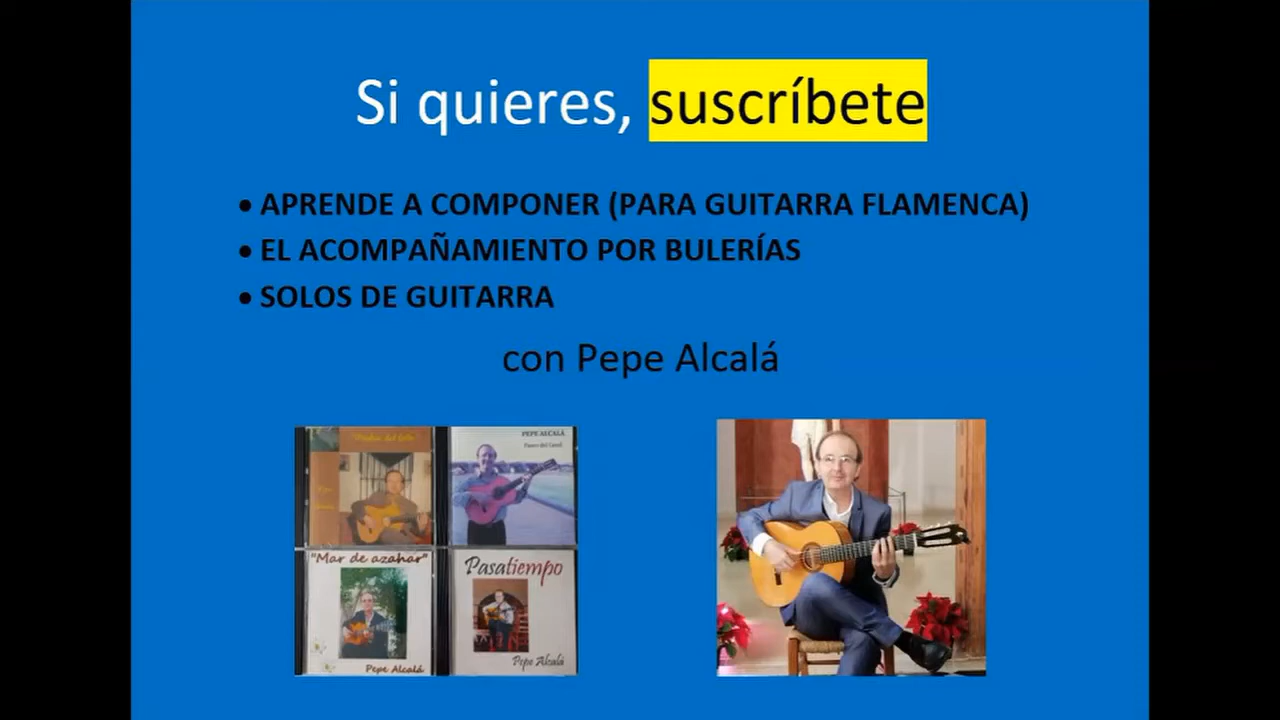 Si quieres, suscríbete
• APRENDE A COMPONER (PARA GUITARRA FLAMENCA)
• EL ACOMPAÑAMIENTO POR BULERÍAS
• SOLOS DE GUITARRA
con Pepe Alcalá
PEPE ALCALÁ
"Mar de azahar"
Pepe Alcalá
Pasatiempo
Pepe Alcalá